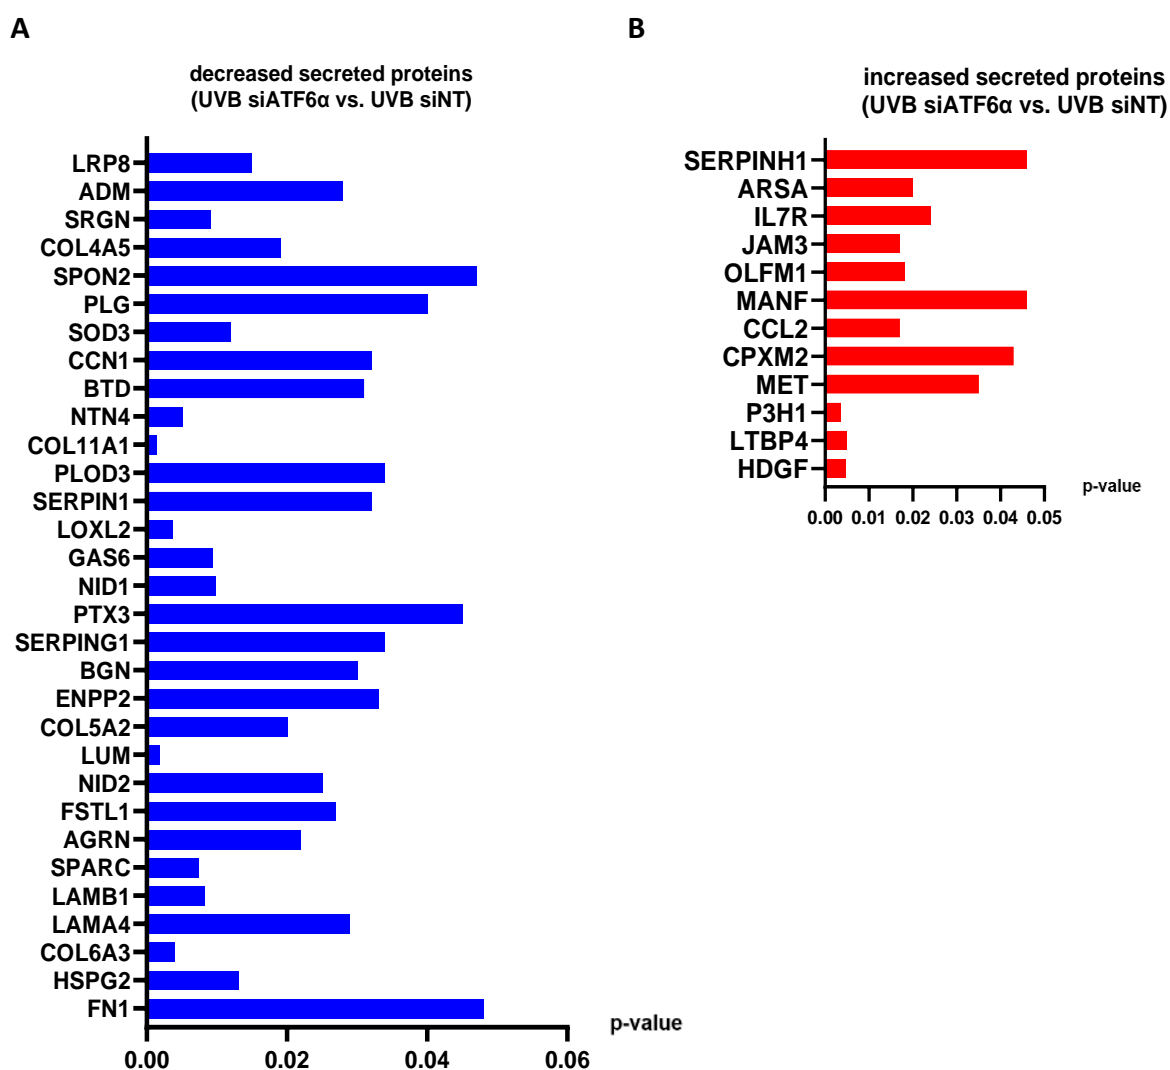 A
decreased secreted proteins
(UVB siATF6α vs. UVB siNT)
LRP8
ADM
SRGN
COL4A5
SPON2
PLG
SOD3
CCN1
BTD
NTN4
COL11A1
PLOD3
SERPIN1
LOXL2
GAS6
NID1
PTX3
SERPING1
BGN
ENPP2
COL5A2
LUM
NID2
FSTL1
AGRN
SPARC
LAMB1
LAMA4
COL6A3
HSPG2
FN1
p-value
0.00 0.02 0.04 0.06
B
increased secreted proteins
(UVB siATF6α vs. UVB siNT)
SERPINH1
ARSA
IL7R
JAM3
OLFM1
MANF
CCL2
CPXM2
MET
P3H1
LTBP4
HDGF
p-value
0.00 0.01 0.02 0.03 0.04 0.05